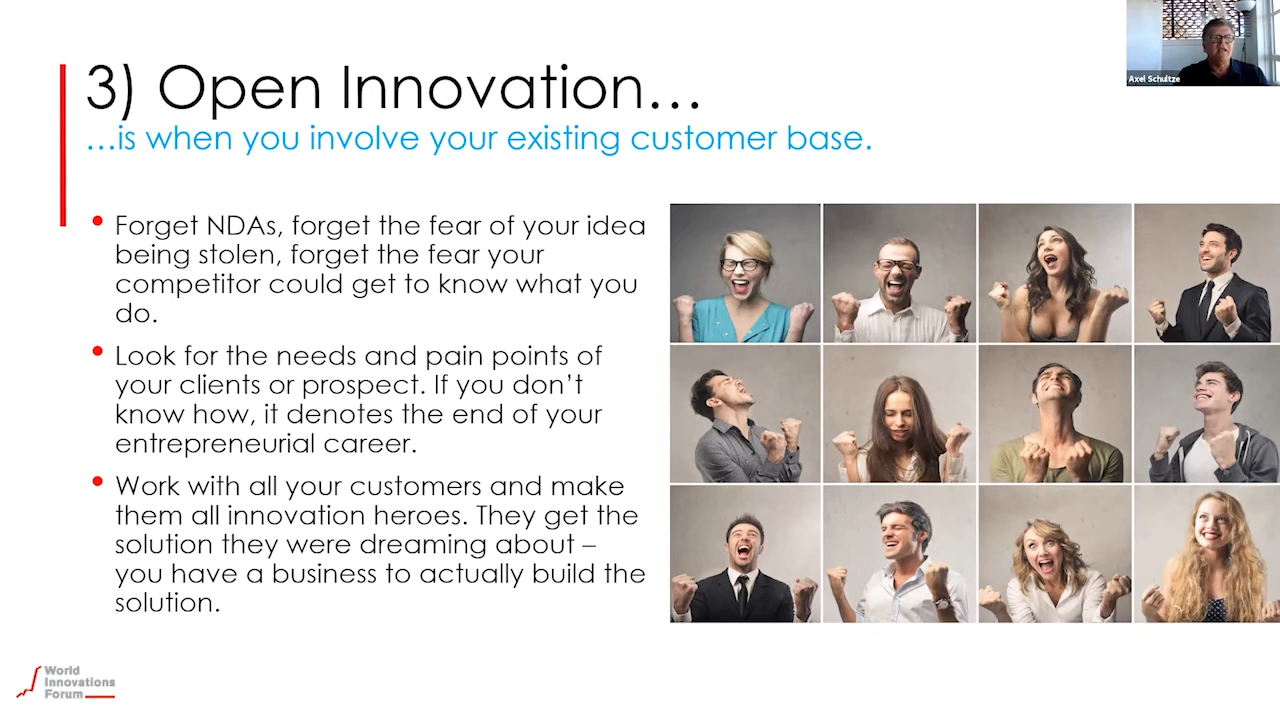 Axel Schultze
3) Open Innovation…
…is when you involve your existing customer base.
• Forget NDAs, forget the fear of your idea
being stolen, forget the fear your
competitor could get to know what you
do.
• Look for the needs and pain points of
your clients or prospect. If you don't
know how, it denotes the end of your
entrepreneurial career.
• Work with all your customers and make
them all innovation heroes. They get the
solution they were dreaming about –
you have a business to actually build the
solution.
World
Innovations
Forum